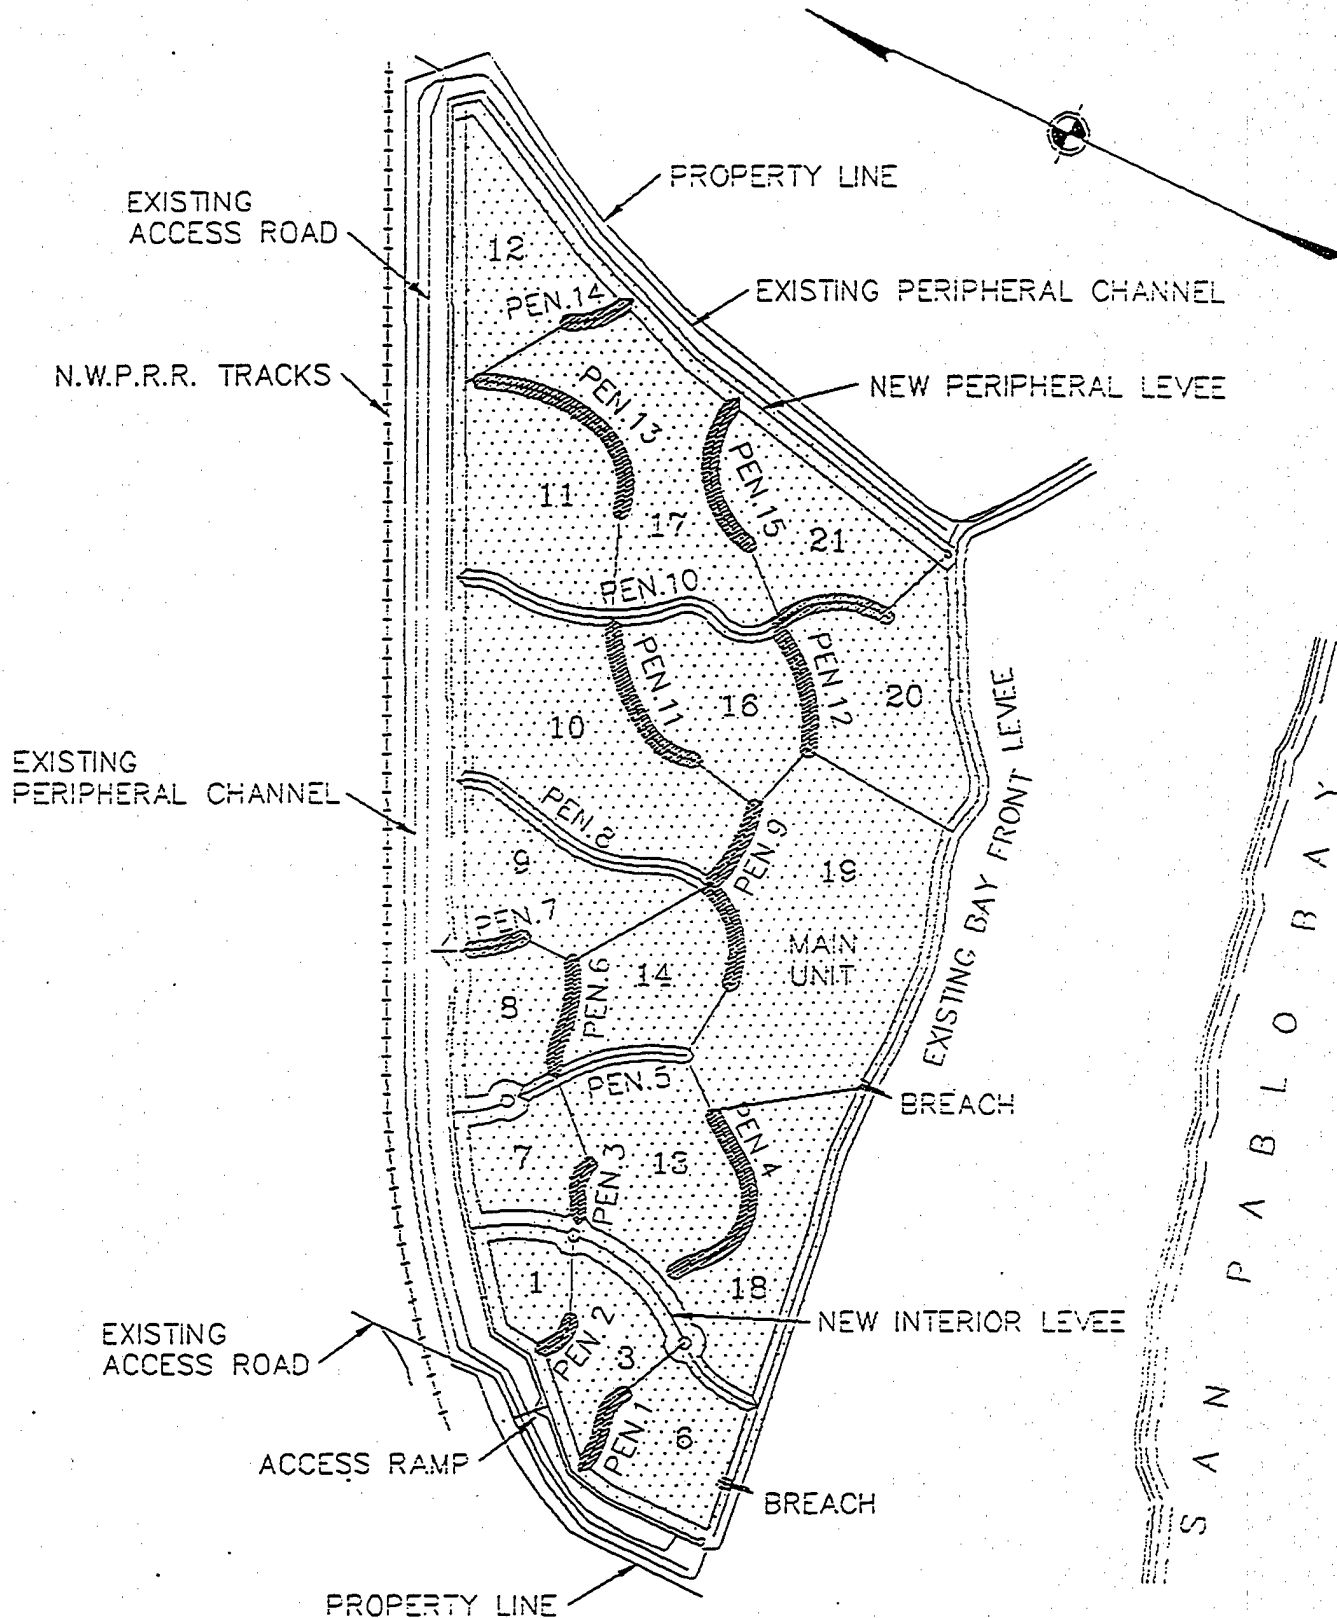 PROPERTY LINE
EXISTING
ACCESS ROAD
12
PEN.14
EXISTING PERIPHERAL CHANNEL
N.W.P.R.R. TRACKS
PEN.13
NEW PERIPHERAL LEVEE
11
17
PEN.15
21
PEN.10
PEN.11
PEN.12
10
16
20
EXISTING
PERIPHERAL CHANNEL
PEN.8
PEN 9
9
19
EXISTING BAY FRONT LEVEE
PEN.7
MAIN
UNIT
8
PEN.6
14
SAN PABLO BAY
PEN.5
BREACH
PEN.4
7
PEN.3
13
1
18
NEW INTERIOR LEVEE
EXISTING
ACCESS ROAD
PEN 2
3
PEN 1
6
ACCESS RAMP
BREACH
PROPERTY LINE